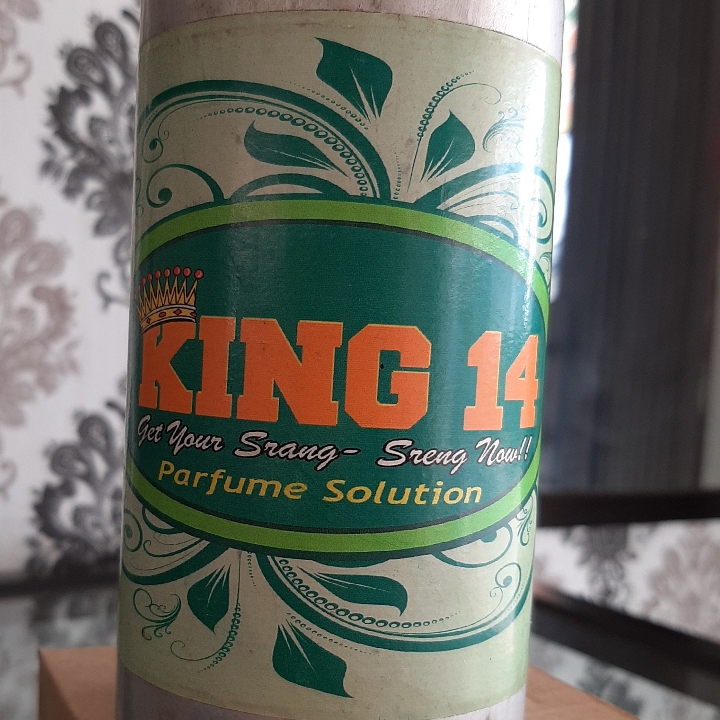 KING 14
Get Your Srang- Sreng Now!!
Parfume Solution